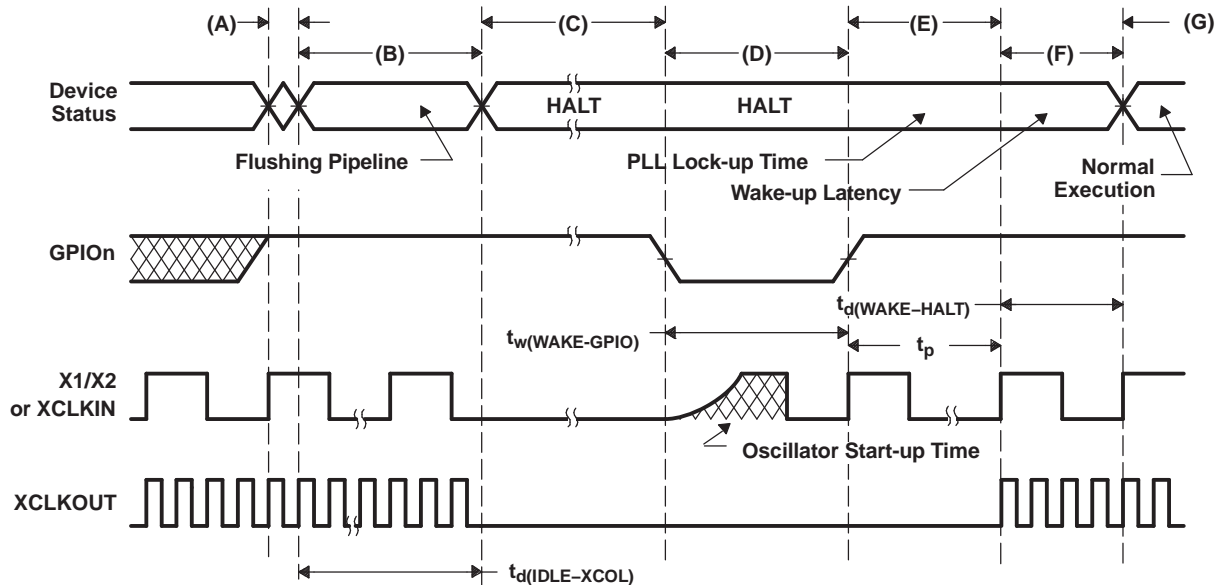 (A)
(B)
(C)
(D)
(E)
(F)
(G)
Device
Status
HALT
HALT
Flushing Pipeline
PLL Lock-up Time
Wake-up Latency
Normal
Execution
GPIOn
td(WAKE–HALT)
tw(WAKE-GPIO)
tp
X1/X2
or XCLKIN
Oscillator Start-up Time
XCLKOUT
td(IDLE–XCOL)